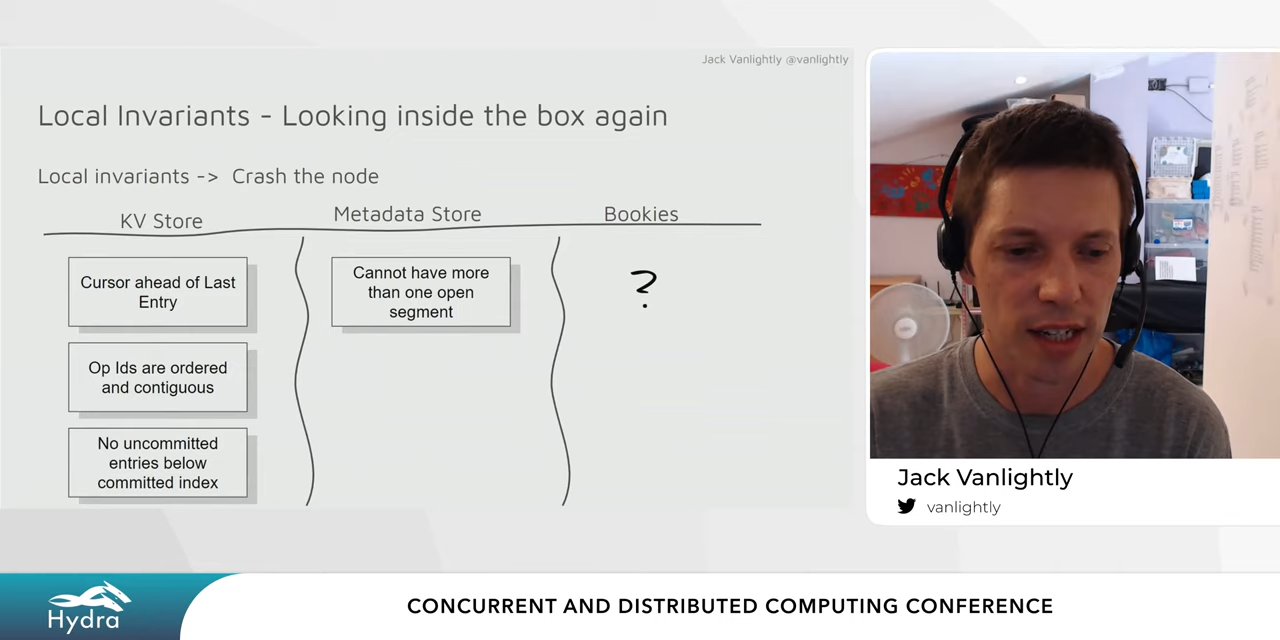 Jack Vanlightly @vanlightly
Local Invariants - Looking inside the box again
Local invariants -> Crash the node
KV Store
Metadata Store
Bookies
Cursor ahead of Last
Entry
Cannot have more
than one open
segment
?
Op Ids are ordered
and contiguous
No uncommitted
entries below
committed index
Jack Vanlightly
vanlightly
Hydra
CONCURRENT AND DISTRIBUTED COMPUTING CONFERENCE